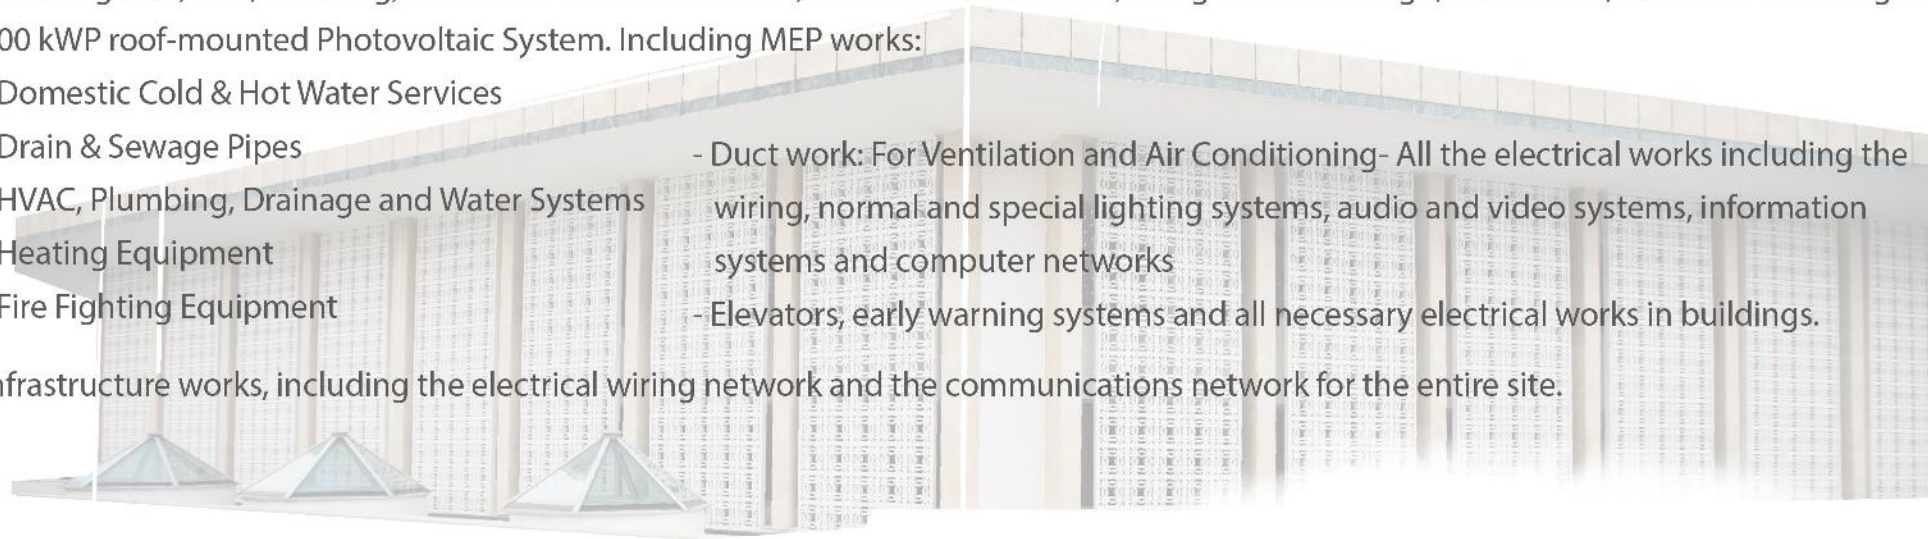 00 kWP roof-mounted Photovoltaic System. Including MEP works:
Domestic Cold & Hot Water Services
Drain & Sewage Pipes
HVAC, Plumbing, Drainage and Water Systems
Heating Equipment
Fire Fighting Equipment
- Duct work: For Ventilation and Air Conditioning- All the electrical works including the
wiring, normal and special lighting systems, audio and video systems, information
systems and computer networks
- Elevators, early warning systems and all necessary electrical works in buildings.
nfrastructure works, including the electrical wiring network and the communications network for the entire site.